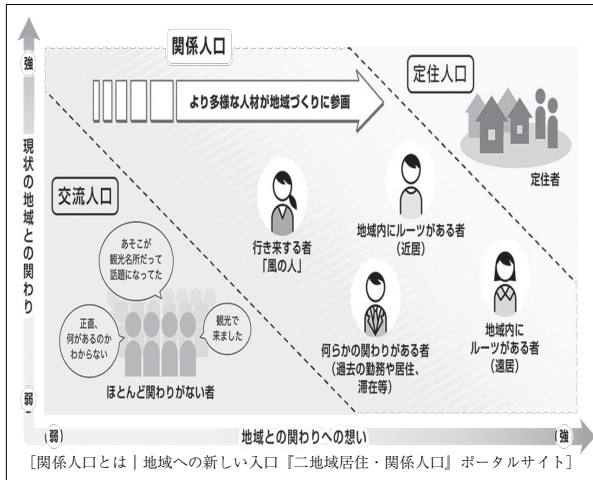 関係人口
強
定住人口
より多様な人材が地域づくりに参画
定住者
現状の地域との関わり
交流人口
あそこが
観光名所だって
話題になってた
行き来する者
「風の人」
地域内にルーツがある者
（近居）
正直、
何があるのか
わからない
観光で
来ました
ほとんど関わりがない者
何らかの関わりがある者
（過去の勤務や居住、
滞在等）
地域内に
ルーツがある者
（遠居）
弱
弱
地域との関わりへの想い
強
［関係人口とは｜地域への新しい入口『二地域居住・関係人口』ポータルサイト］